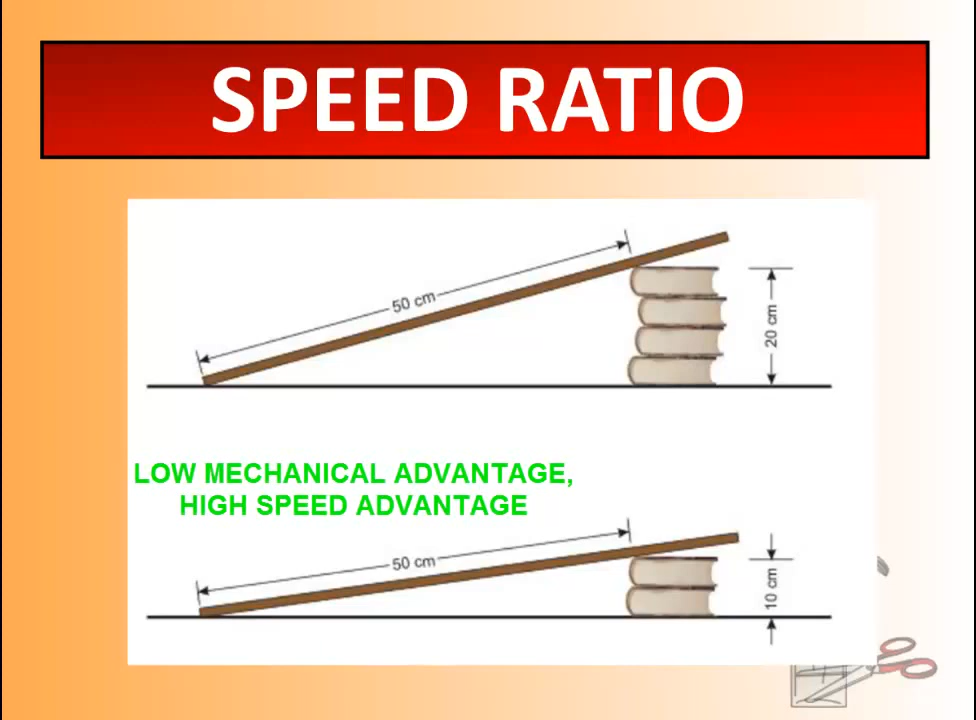 SPEED RATIO
50 cm
20 cm
LOW MECHANICAL ADVANTAGE,
HIGH SPEED ADVANTAGE
50 cm
10 cm